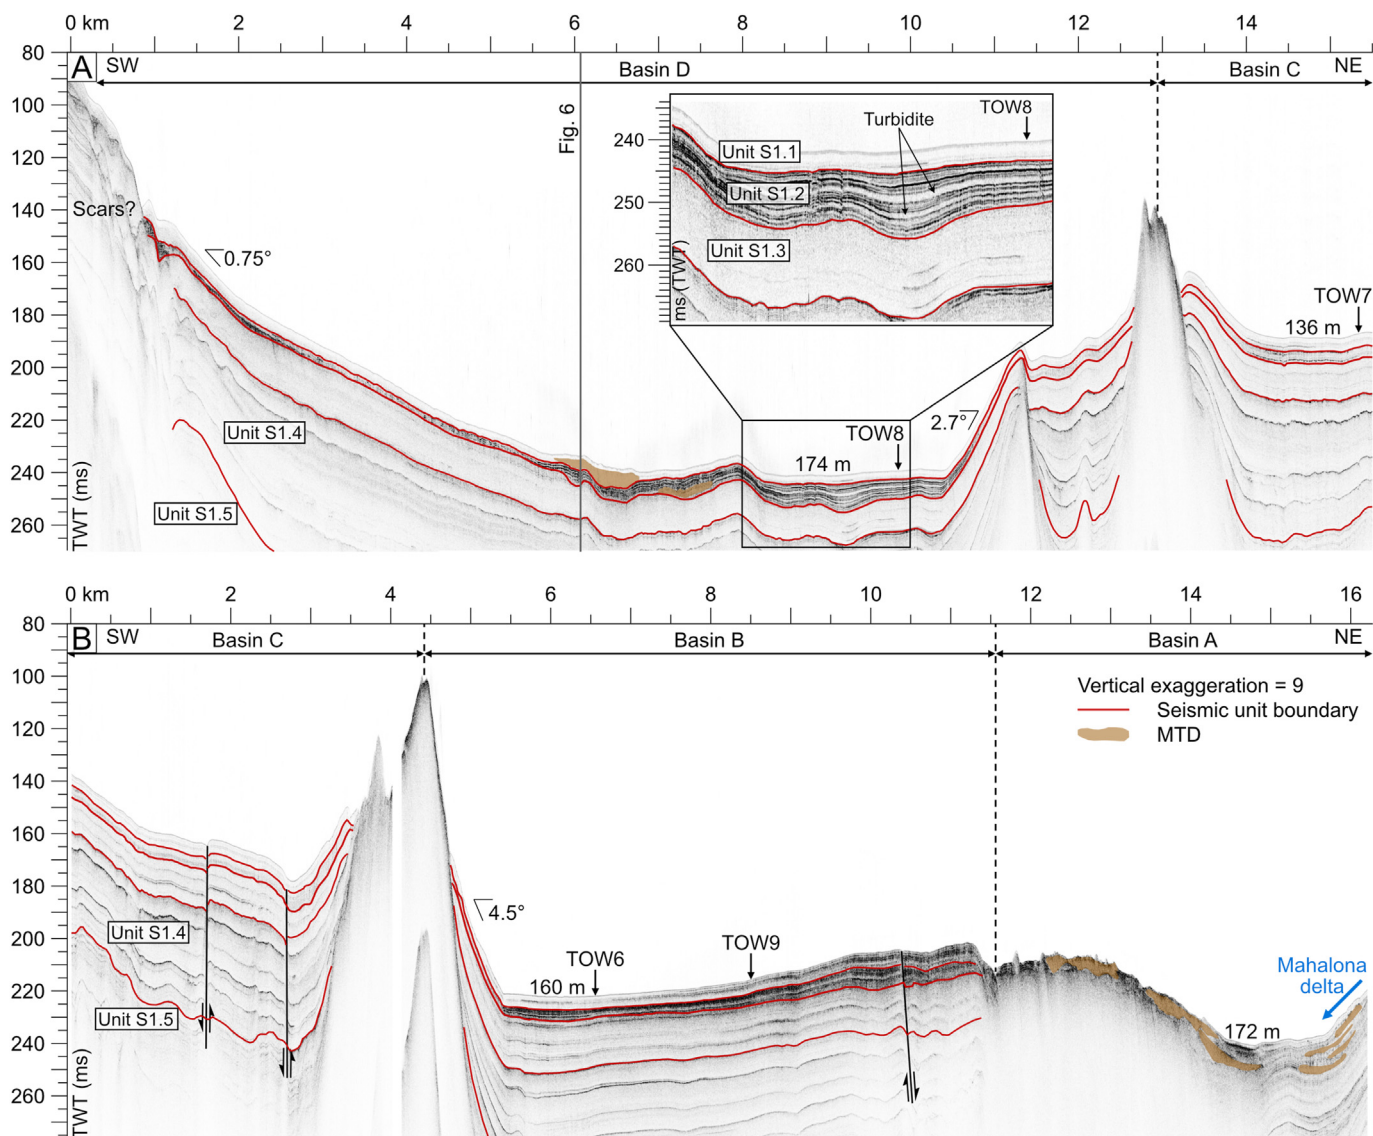 0 km 2 4 6 8 10 12 14
80
100
120
140
160
180
200
220
240
260
TWT (ms)
A SW Basin D Basin C NE
Fig. 6
Scars?
0.75°
Unit S1.4
Unit S1.5
240
250
260
ms (TWT)
TOW8
Turbidite
Unit S1.1
Unit S1.2
Unit S1.3
TOW8
174 m
2.7°
TOW7
136 m
0 km 2 4 6 8 10 12 14 16
80
100
120
140
160
180
200
220
240
260
TWT (ms)
B SW Basin C Basin B Basin A NE
Vertical exaggeration = 9
Seismic unit boundary
MTD
Unit S1.4
Unit S1.5
4.5°
TOW6
160 m
TOW9
Mahalona
delta
172 m